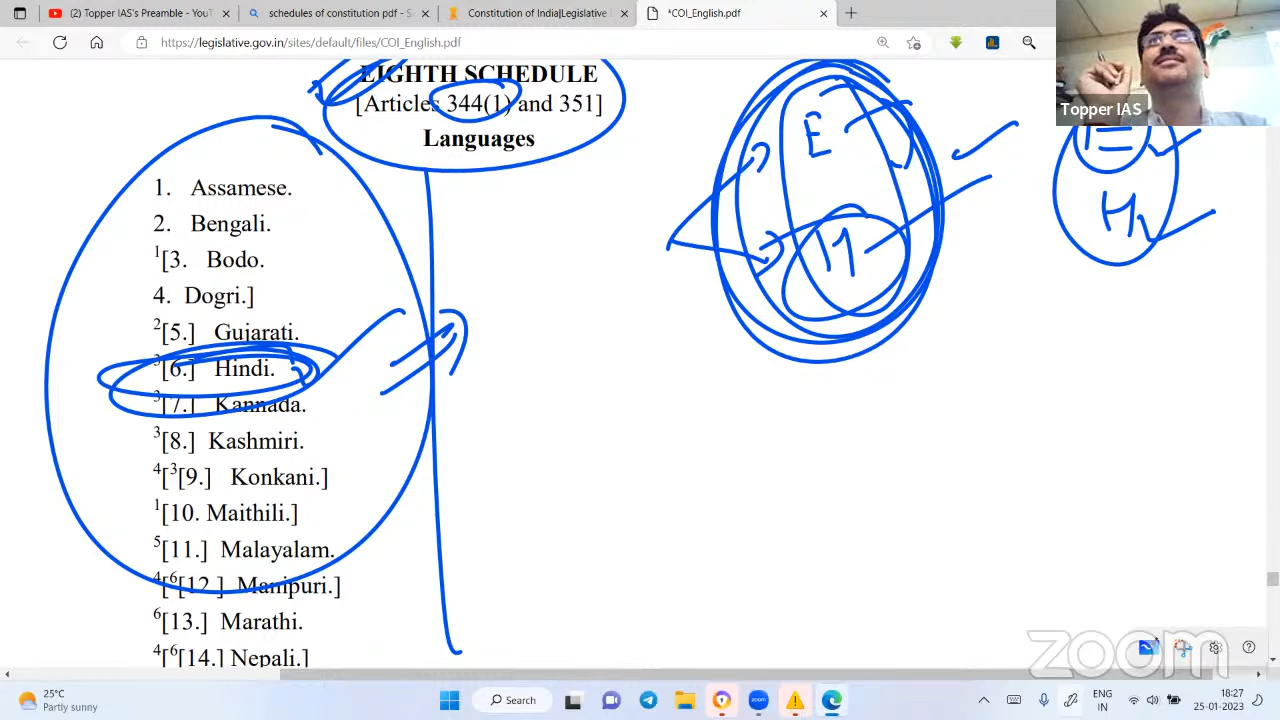 (2) Topper IAS's Preamble - YouT
schedules of constitution pdf - S
Constitution of India|Legislative
*COI_English.pdf
https://legislative.gov.in/sites/default/files/COI_English.pdf
Topper IAS
EIGHTH SCHEDULE
[Articles 344(1) and 351]
Languages
1. Assamese.
2. Bengali.
1[3. Bodo.
4. Dogri.]
2[5.] Gujarati.
3[6.] Hindi.
3[7.] Kannada.
3[8.] Kashmiri.
4[3[9.] Konkani.]
1[10. Maithili.]
5[11.] Malayalam.
4[6[12.] Manipuri.]
6[13.] Marathi.
4[6[14.] Nepali.]
E
H
E
H
zoom
25°C
Partly sunny
Search
zoom
ENG
IN
18:27
25-01-2023